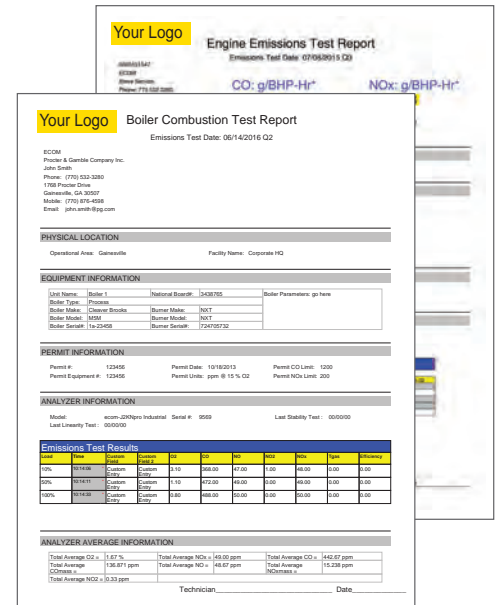 Your Logo
Engine Emissions Test Report
Emissions Test Date 07/06/2015 Q3
ECOM
CO: g/BHP-Hr*
NOx: g/BHP-Hr*
Your Logo
Boiler Combustion Test Report
Emissions Test Date: 06/14/2016 Q2
ECOM
Procter & Gamble Company Inc.
John Smith
Phone: (770) 532-3280
1768 Procter Drive
Gainesville, GA 30507
Mobile: (770) 876-4598
Email: john.smith@pg.com
PHYSICAL LOCATION
Operational Area: Gainesville Facility Name: Corporate HQ
EQUIPMENT INFORMATION
Unit Name: Boiler 1 National Board#: 3438765 Boiler Parameters: go here
Boiler Type: Process
Boiler Make: Cleaver Brooks Burner Make: NXT
Boiler Model: M5M Burner Model: NXT
Boiler Serial#: 1a-23458 Burner Serial#: 724705732
PERMIT INFORMATION
Permit #: 123456 Permit Date: 10/18/2013 Permit CO Limit: 1200
Permit Equipment #: 123456 Permit Units: ppm @ 15 % O2 Permit NOx Limit: 200
ANALYZER INFORMATION
Model: ecom-J2KNpro Industrial Serial #: 9569 Last Stability Test : 00/00/00
Last Linearity Test : 00/00/00
Emissions Test Results
Load Time Custom Field Custom Field 2 O2 CO NO NO2 NOx Tgas Efficiency
10% 10:14:06 Custom Entry Custom Entry 3.10 368.00 47.00 1.00 48.00 0.00 0.00
50% 10:14:11 Custom Entry Custom Entry 1.10 472.00 49.00 0.00 49.00 0.00 0.00
100% 10:14:33 Custom Entry Custom Entry 0.80 488.00 50.00 0.00 50.00 0.00 0.00
ANALYZER AVERAGE INFORMATION
Total Average O2 = 1.67 % Total Average NOx = 49.00 ppm Total Average CO = 442.67 ppm
Total Average COmass = 136.871 ppm Total Average NO = 48.67 ppm Total Average NOxmass = 15.238 ppm
Total Average NO2 = 0.33 ppm
Technician Date